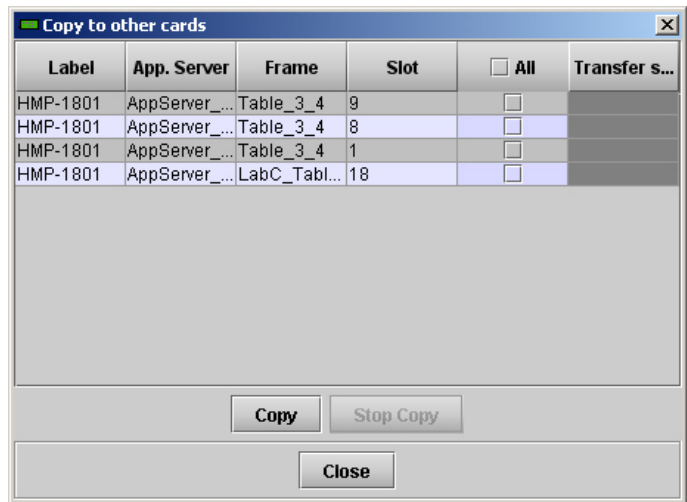 Copy to other cards
Label App. Server Frame Slot All Transfer s...
HMP-1801 AppServer_... Table_3_4 9
HMP-1801 AppServer_... Table_3_4 8
HMP-1801 AppServer_... Table_3_4 1
HMP-1801 AppServer_... LabC_Tabl... 18
Copy Stop Copy
Close